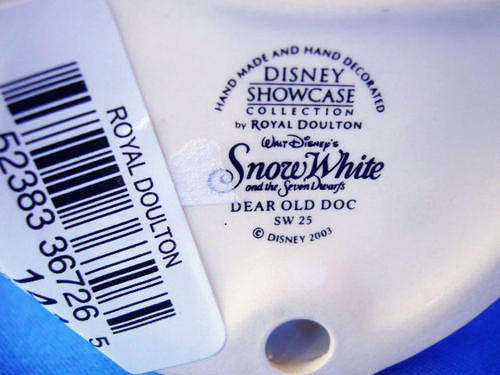 HAND MADE AND HAND DECORATED
DISNEY
SHOWCASE
COLLECTION
by ROYAL DOULTON
WALT DISNEY'S
Snow White
and the Seven Dwarfs
DEAR OLD DOC
SW 25
© DISNEY 2003
ROYAL DOULTON
52383 36726 5